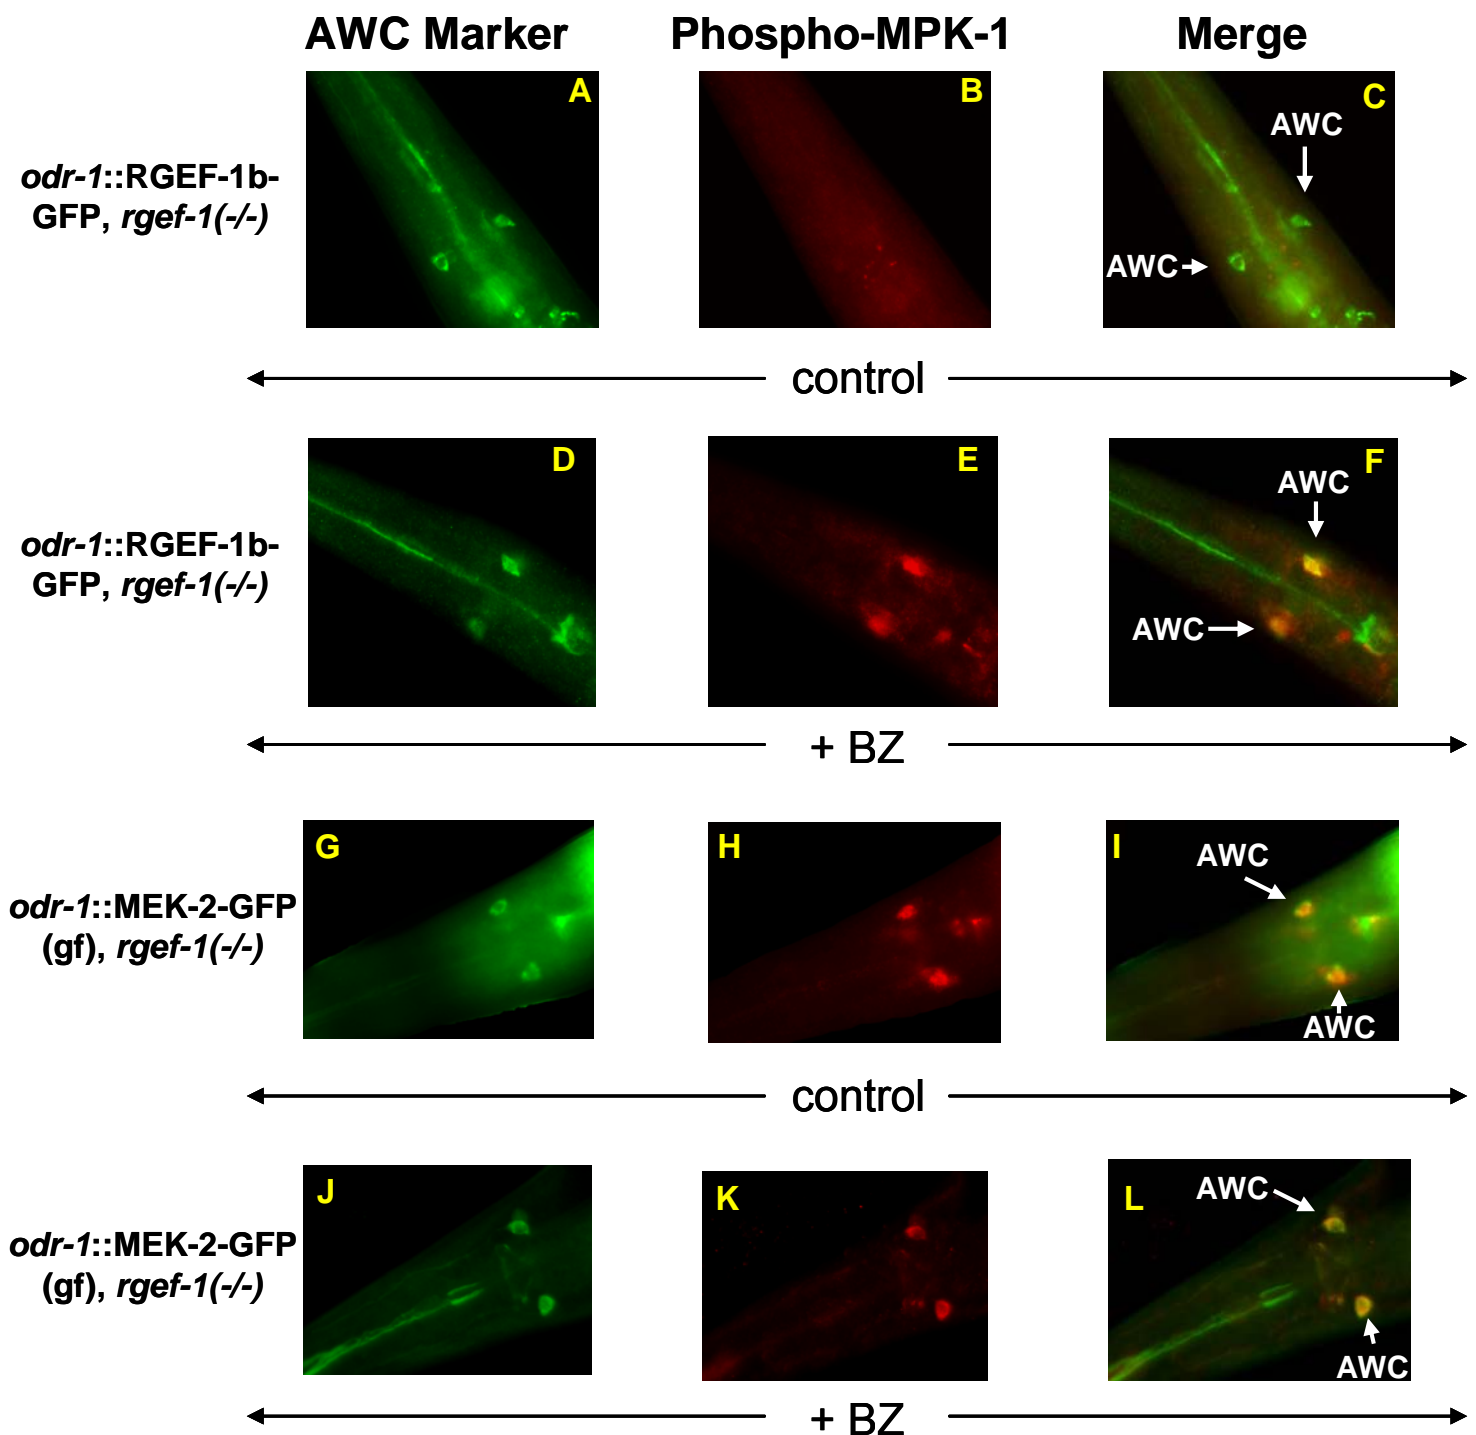 AWC Marker Phospho-MPK-1 Merge
A B C
AWC
odr-1::RGEF-1b-
GFP, rgef-1(-/-)
AWC
control
D E F
AWC
odr-1::RGEF-1b-
GFP, rgef-1(-/-)
AWC
+ BZ
G H I
AWC
odr-1::MEK-2-GFP
(gf), rgef-1(-/-)
AWC
control
J K L
AWC
odr-1::MEK-2-GFP
(gf), rgef-1(-/-)
AWC
+ BZ